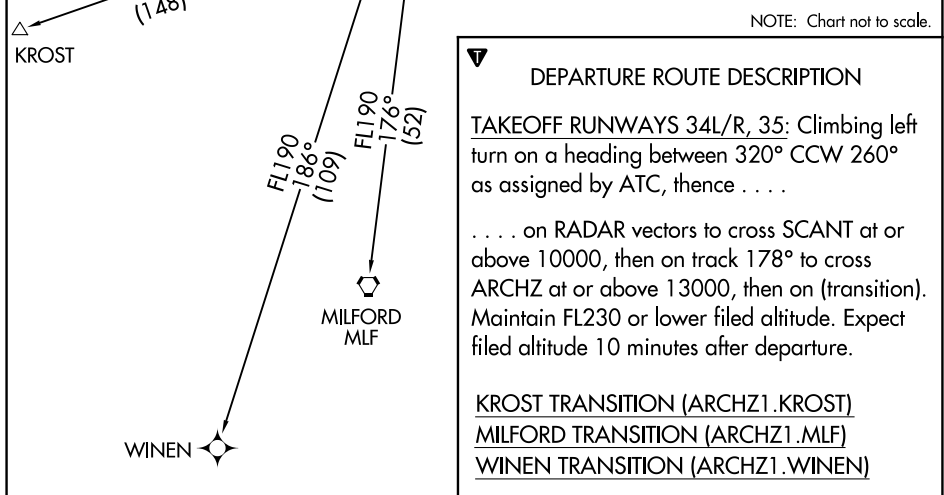 (148)
KROST
FL190
186°
(109)
FL190
176°
(52)
MILFORD
MLF
WINEN
NOTE: Chart not to scale.
T
DEPARTURE ROUTE DESCRIPTION
TAKEOFF RUNWAYS 34L/R, 35: Climbing left
turn on a heading between 320° CCW 260°
as assigned by ATC, thence . . . .
. . . . on RADAR vectors to cross SCANT at or
above 10000, then on track 178° to cross
ARCHZ at or above 13000, then on (transition).
Maintain FL230 or lower filed altitude. Expect
filed altitude 10 minutes after departure.
KROST TRANSITION (ARCHZ1.KROST)
MILFORD TRANSITION (ARCHZ1.MLF)
WINEN TRANSITION (ARCHZ1.WINEN)